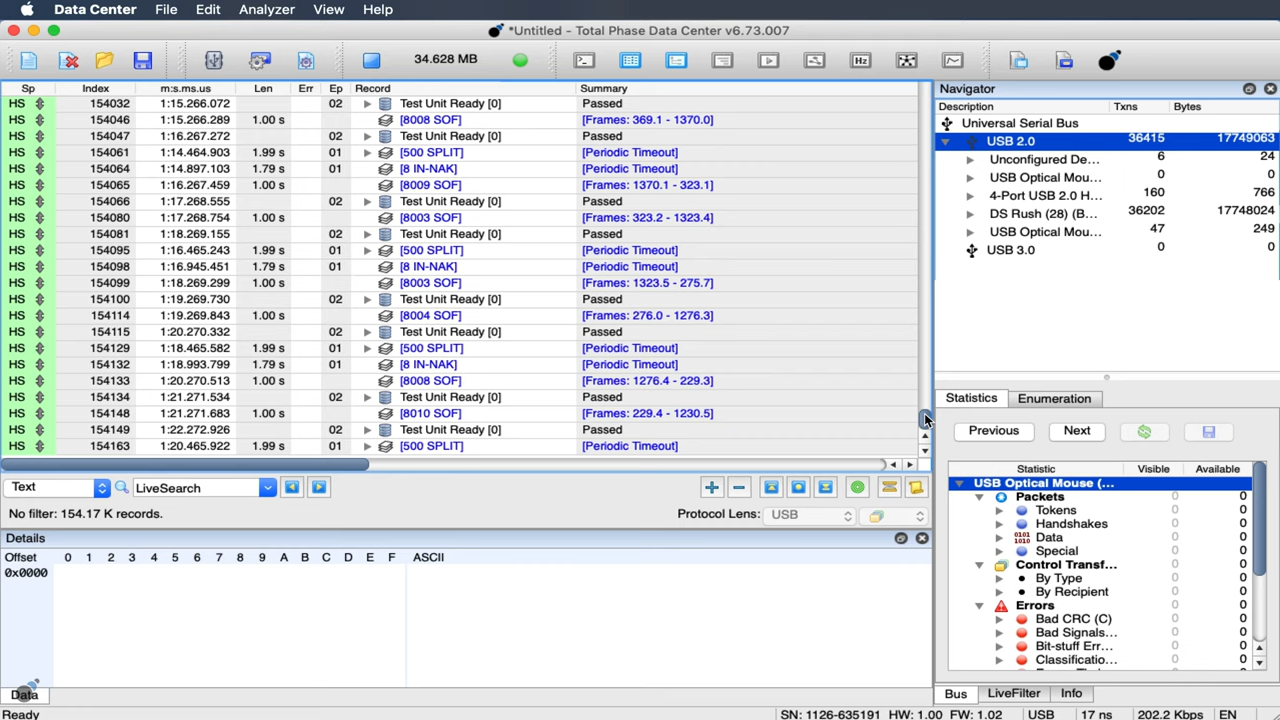 Data Center File Edit Analyzer View Help
*Untitled - Total Phase Data Center v6.73.007
34.628 MB
Hz
Sp Index m:s.ms.us Len Err Ep Record Summary
HS 154032 1:15.266.072 02 Test Unit Ready [0] Passed
HS 154046 1:15.266.289 1.00 s [8008 SOF] [Frames: 369.1 - 1370.0]
HS 154047 1:16.267.272 02 Test Unit Ready [0] Passed
HS 154061 1:14.464.903 1.99 s 01 [500 SPLIT] [Periodic Timeout]
HS 154064 1:14.897.103 1.79 s 01 [8 IN-NAK] [Periodic Timeout]
HS 154065 1:16.267.459 1.00 s [8009 SOF] [Frames: 1370.1 - 323.1]
HS 154066 1:17.268.555 02 Test Unit Ready [0] Passed
HS 154080 1:17.268.754 1.00 s [8003 SOF] [Frames: 323.2 - 1323.4]
HS 154081 1:18.269.155 02 Test Unit Ready [0] Passed
HS 154095 1:16.465.243 1.99 s 01 [500 SPLIT] [Periodic Timeout]
HS 154098 1:16.945.451 1.79 s 01 [8 IN-NAK] [Periodic Timeout]
HS 154099 1:18.269.299 1.00 s [8003 SOF] [Frames: 1323.5 - 275.7]
HS 154100 1:19.269.730 02 Test Unit Ready [0] Passed
HS 154114 1:19.269.843 1.00 s [8004 SOF] [Frames: 276.0 - 1276.3]
HS 154115 1:20.270.332 02 Test Unit Ready [0] Passed
HS 154129 1:18.465.582 1.99 s 01 [500 SPLIT] [Periodic Timeout]
HS 154132 1:18.993.799 1.79 s 01 [8 IN-NAK] [Periodic Timeout]
HS 154133 1:20.270.513 1.00 s [8008 SOF] [Frames: 1276.4 - 229.3]
HS 154134 1:21.271.534 02 Test Unit Ready [0] Passed
HS 154148 1:21.271.683 1.00 s [8010 SOF] [Frames: 229.4 - 1230.5]
HS 154149 1:22.272.926 02 Test Unit Ready [0] Passed
HS 154163 1:20.465.922 1.99 s 01 [500 SPLIT] [Periodic Timeout]
Text LiveSearch
No filter: 154.17 K records. Protocol Lens: USB
Details
Offset 0 1 2 3 4 5 6 7 8 9 A B C D E F ASCII
0x0000
Data
Navigator
Description Txns Bytes
Universal Serial Bus
USB 2.0 36415 17749063
Unconfigured De... 6 24
USB Optical Mou... 0 0
4-Port USB 2.0 H... 160 766
DS Rush (28) (B... 36202 17748024
USB Optical Mou... 47 249
USB 3.0 0 0
Statistics Enumeration
Previous Next
Statistic Visible Available
USB Optical Mouse (... 0 0
Packets 0 0
Tokens 0 0
Handshakes 0 0
0101 1010 Data 0 0
Special 0 0
Control Transf... 0 0
By Type 0 0
By Recipient 0 0
Errors 0 0
Bad CRC (C) 0 0
Bad Signals... 0 0
Bit-stuff Err... 0 0
Classificatio... 0 0
Bus LiveFilter Info
Ready SN: 1126-635191 HW: 1.00 FW: 1.02 USB 17 ns 202.2 Kbps EN